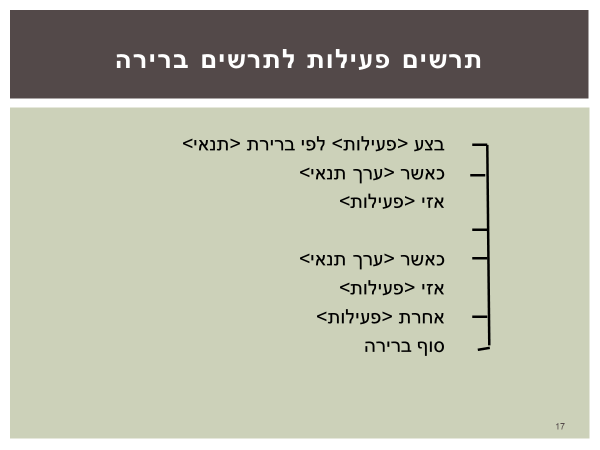 תרשים פעילות לתרשים ברירה
בצע <פעילות> לפי ברירת <תנאי>
כאשר <ערך תנאי>
אזי <פעילות>
כאשר <ערך תנאי>
אזי <פעילות>
אחרת <פעילות>
סוף ברירה
17